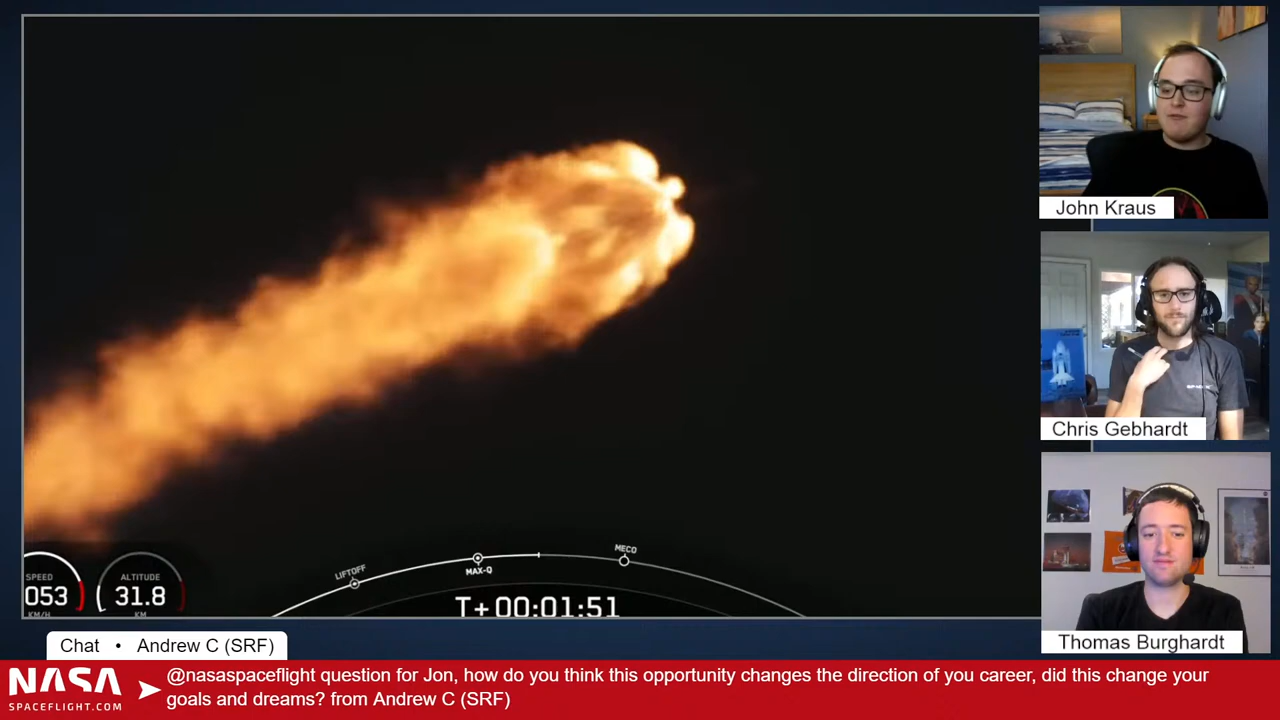 John Kraus
Chris Gebhardt
Thomas Burghardt
SPEED
053
KM/H
ALTITUDE
31.8
KM
LIFTOFF
MAX-Q
MECO
T+00:01:51
Chat • Andrew C (SRF)
NASA
SPACEFLIGHT.COM
@nasaspaceflight question for Jon, how do you think this opportunity changes the direction of you career, did this change your
goals and dreams? from Andrew C (SRF)